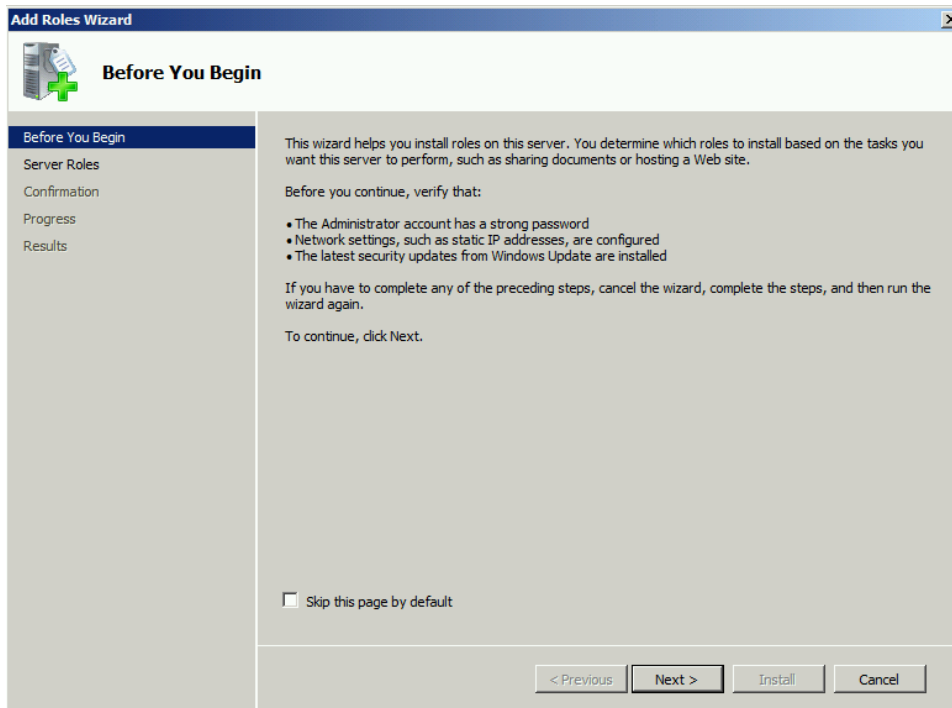 Add Roles Wizard
Before You Begin
Before You Begin
Server Roles
Confirmation
Progress
Results
This wizard helps you install roles on this server. You determine which roles to install based on the tasks you
want this server to perform, such as sharing documents or hosting a Web site.
Before you continue, verify that:
• The Administrator account has a strong password
• Network settings, such as static IP addresses, are configured
• The latest security updates from Windows Update are installed
If you have to complete any of the preceding steps, cancel the wizard, complete the steps, and then run the
wizard again.
To continue, click Next.
Skip this page by default
< Previous
Next >
Install
Cancel